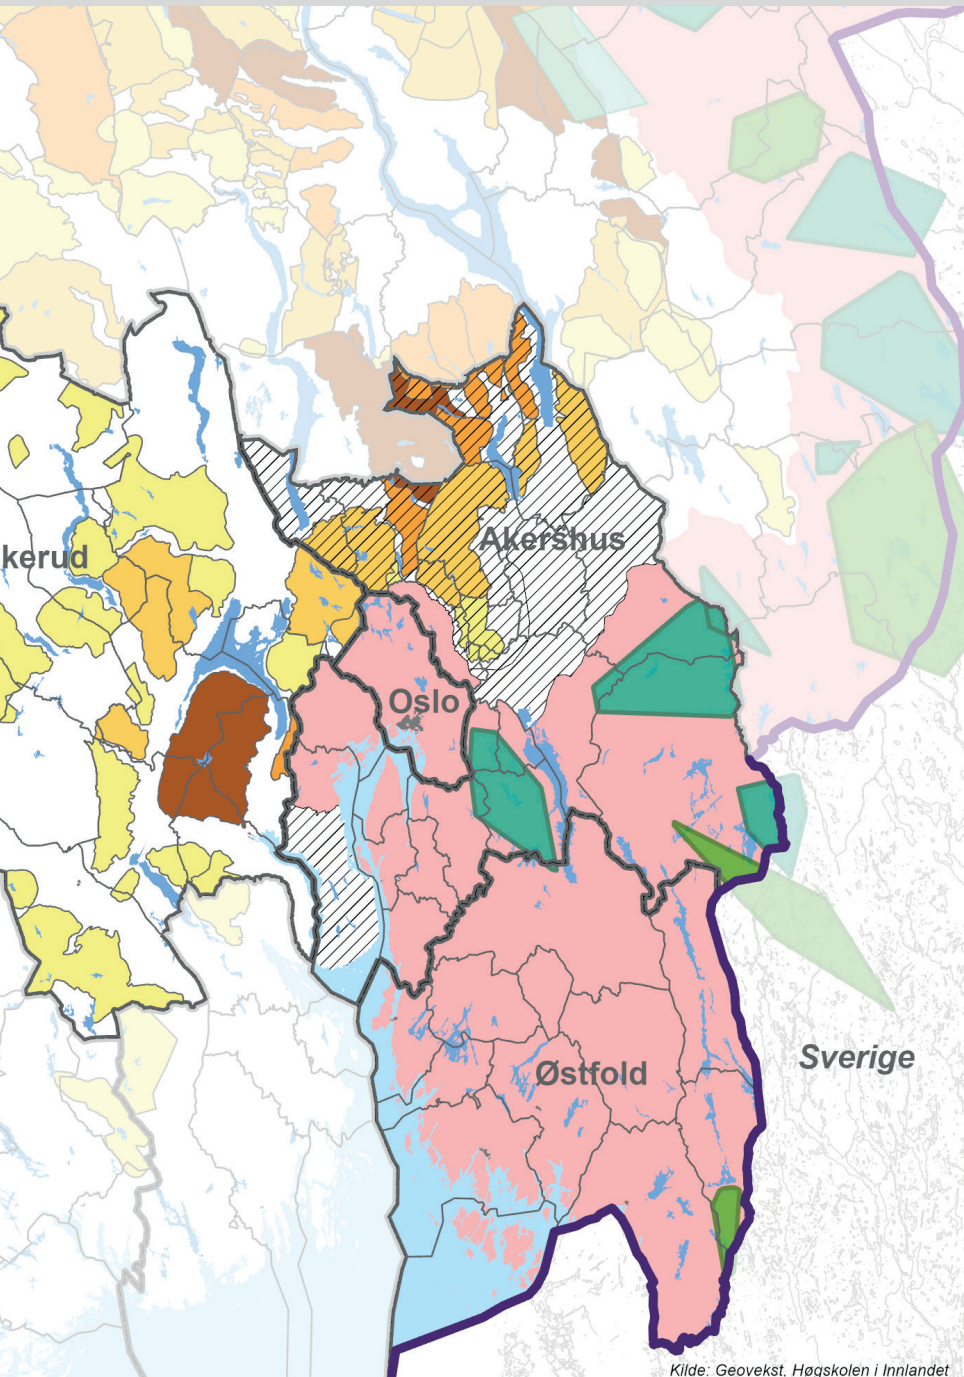 Akershus
kerud
Oslo
Sverige
Østfold
Kilde: Geovekst, Høgskolen i Innlandet